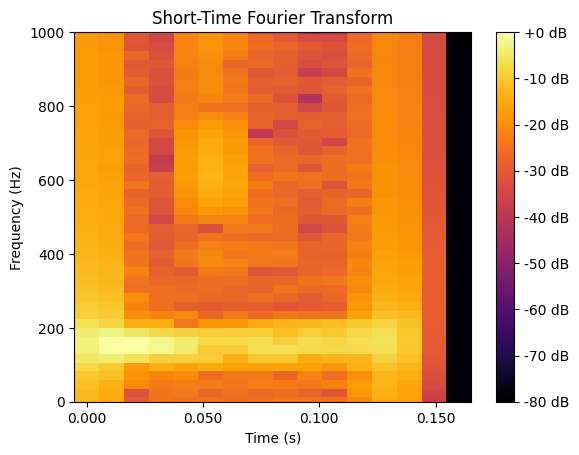 Short-Time Fourier Transform
Frequency (Hz)
1000
800
600
400
200
0
0.000
0.050
0.100
0.150
Time (s)
+0 dB
-10 dB
-20 dB
-30 dB
-40 dB
-50 dB
-60 dB
-70 dB
-80 dB